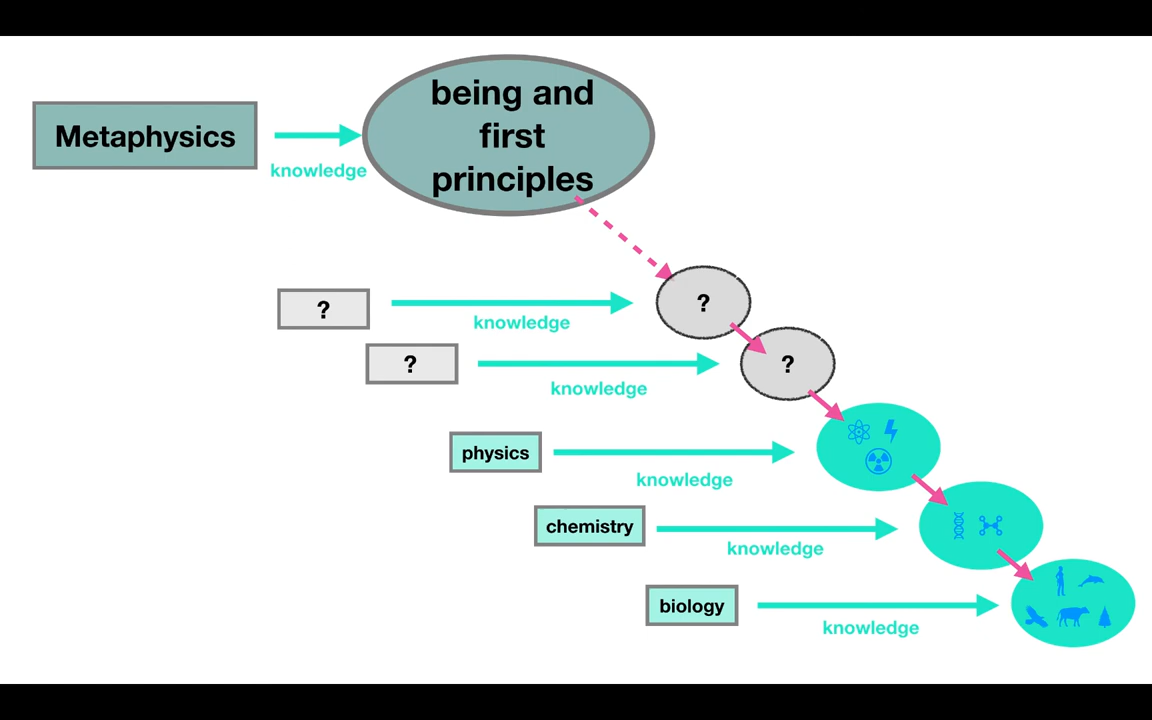 being and
first
principles
Metaphysics
knowledge
?
?
knowledge
?
?
knowledge
physics
knowledge
chemistry
knowledge
biology
knowledge